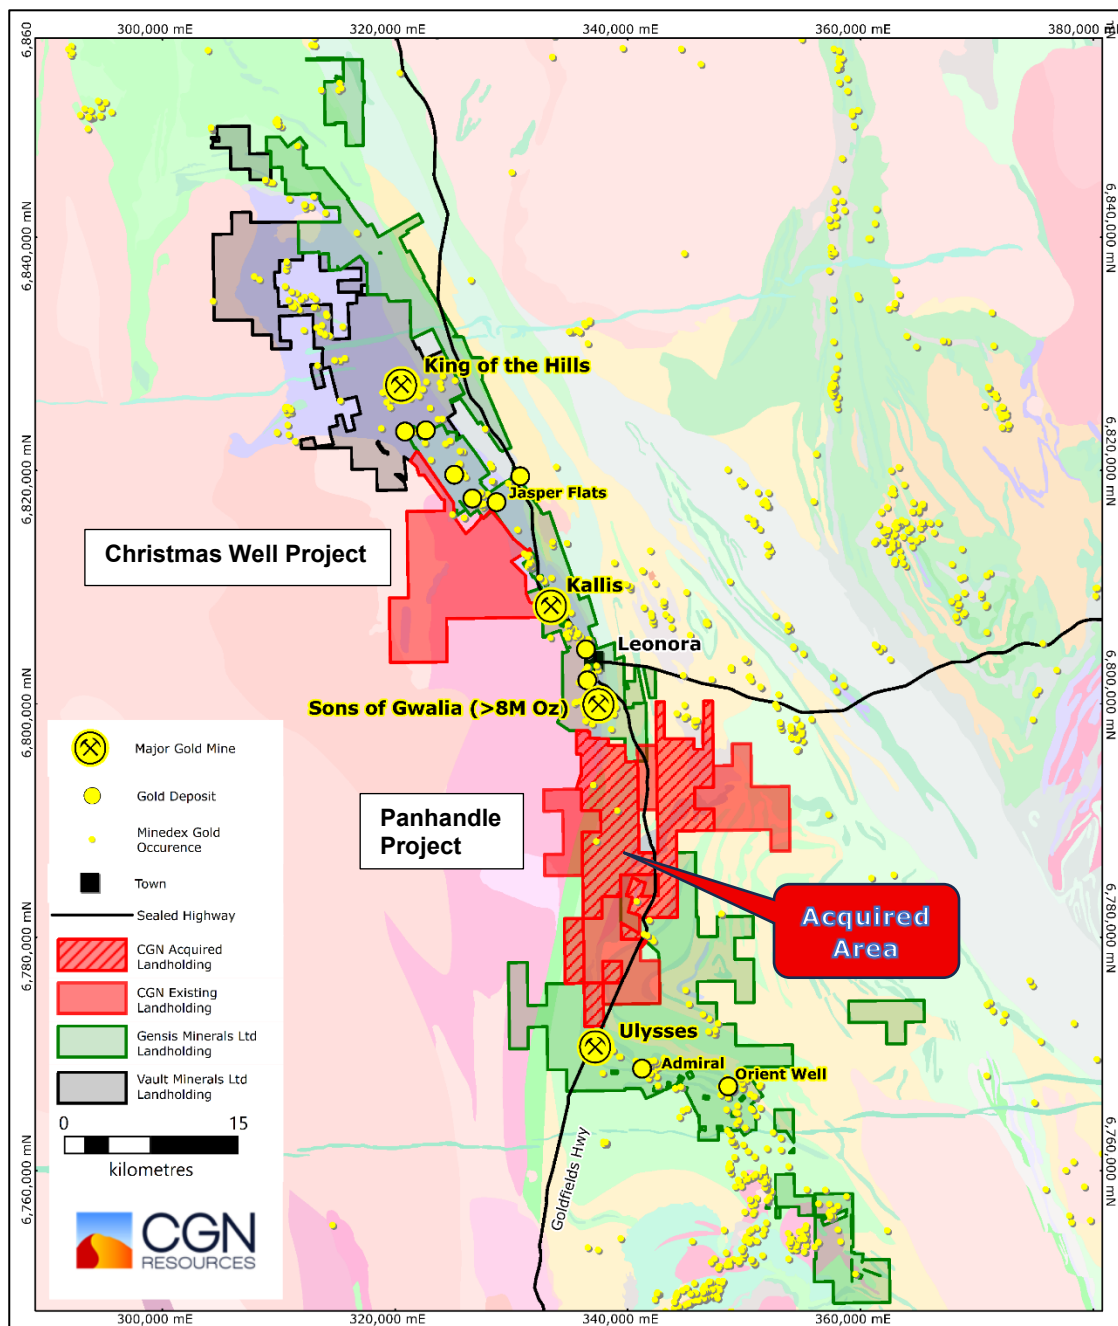 300,000 mE
320,000 mE
340,000 mE
360,000 mE
380,000 mE
6,860
6,840,000 mN
6,840,000 mN
King of the Hills
6,820,000 mN
6,820,000 mN
Jasper Flats
Christmas Well Project
Kallis
Leonora
6,800,000 mN
6,800,000 mN
Sons of Gwalia (>8M Oz)
Major Gold Mine
Gold Deposit
Minedex Gold
Occurence
Town
Sealed Highway
CGN Acquired
Landholding
CGN Existing
Landholding
Gensis Minerals Ltd
Landholding
Vault Minerals Ltd
Landholding
0
15
kilometres
CGN
RESOURCES
Panhandle
Project
Acquired
Area
6,780,000 mN
6,780,000 mN
Ulysses
Admiral
Orient Well
Goldfields Hwy
6,760,000 mN
6,760,000 mN
300,000 mE
320,000 mE
340,000 mE
360,000 mE